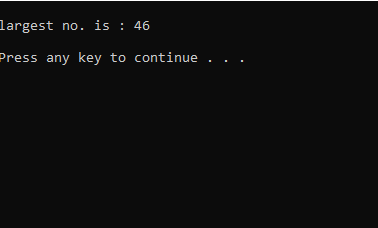 largest no. is : 46
Press any key to continue . . .